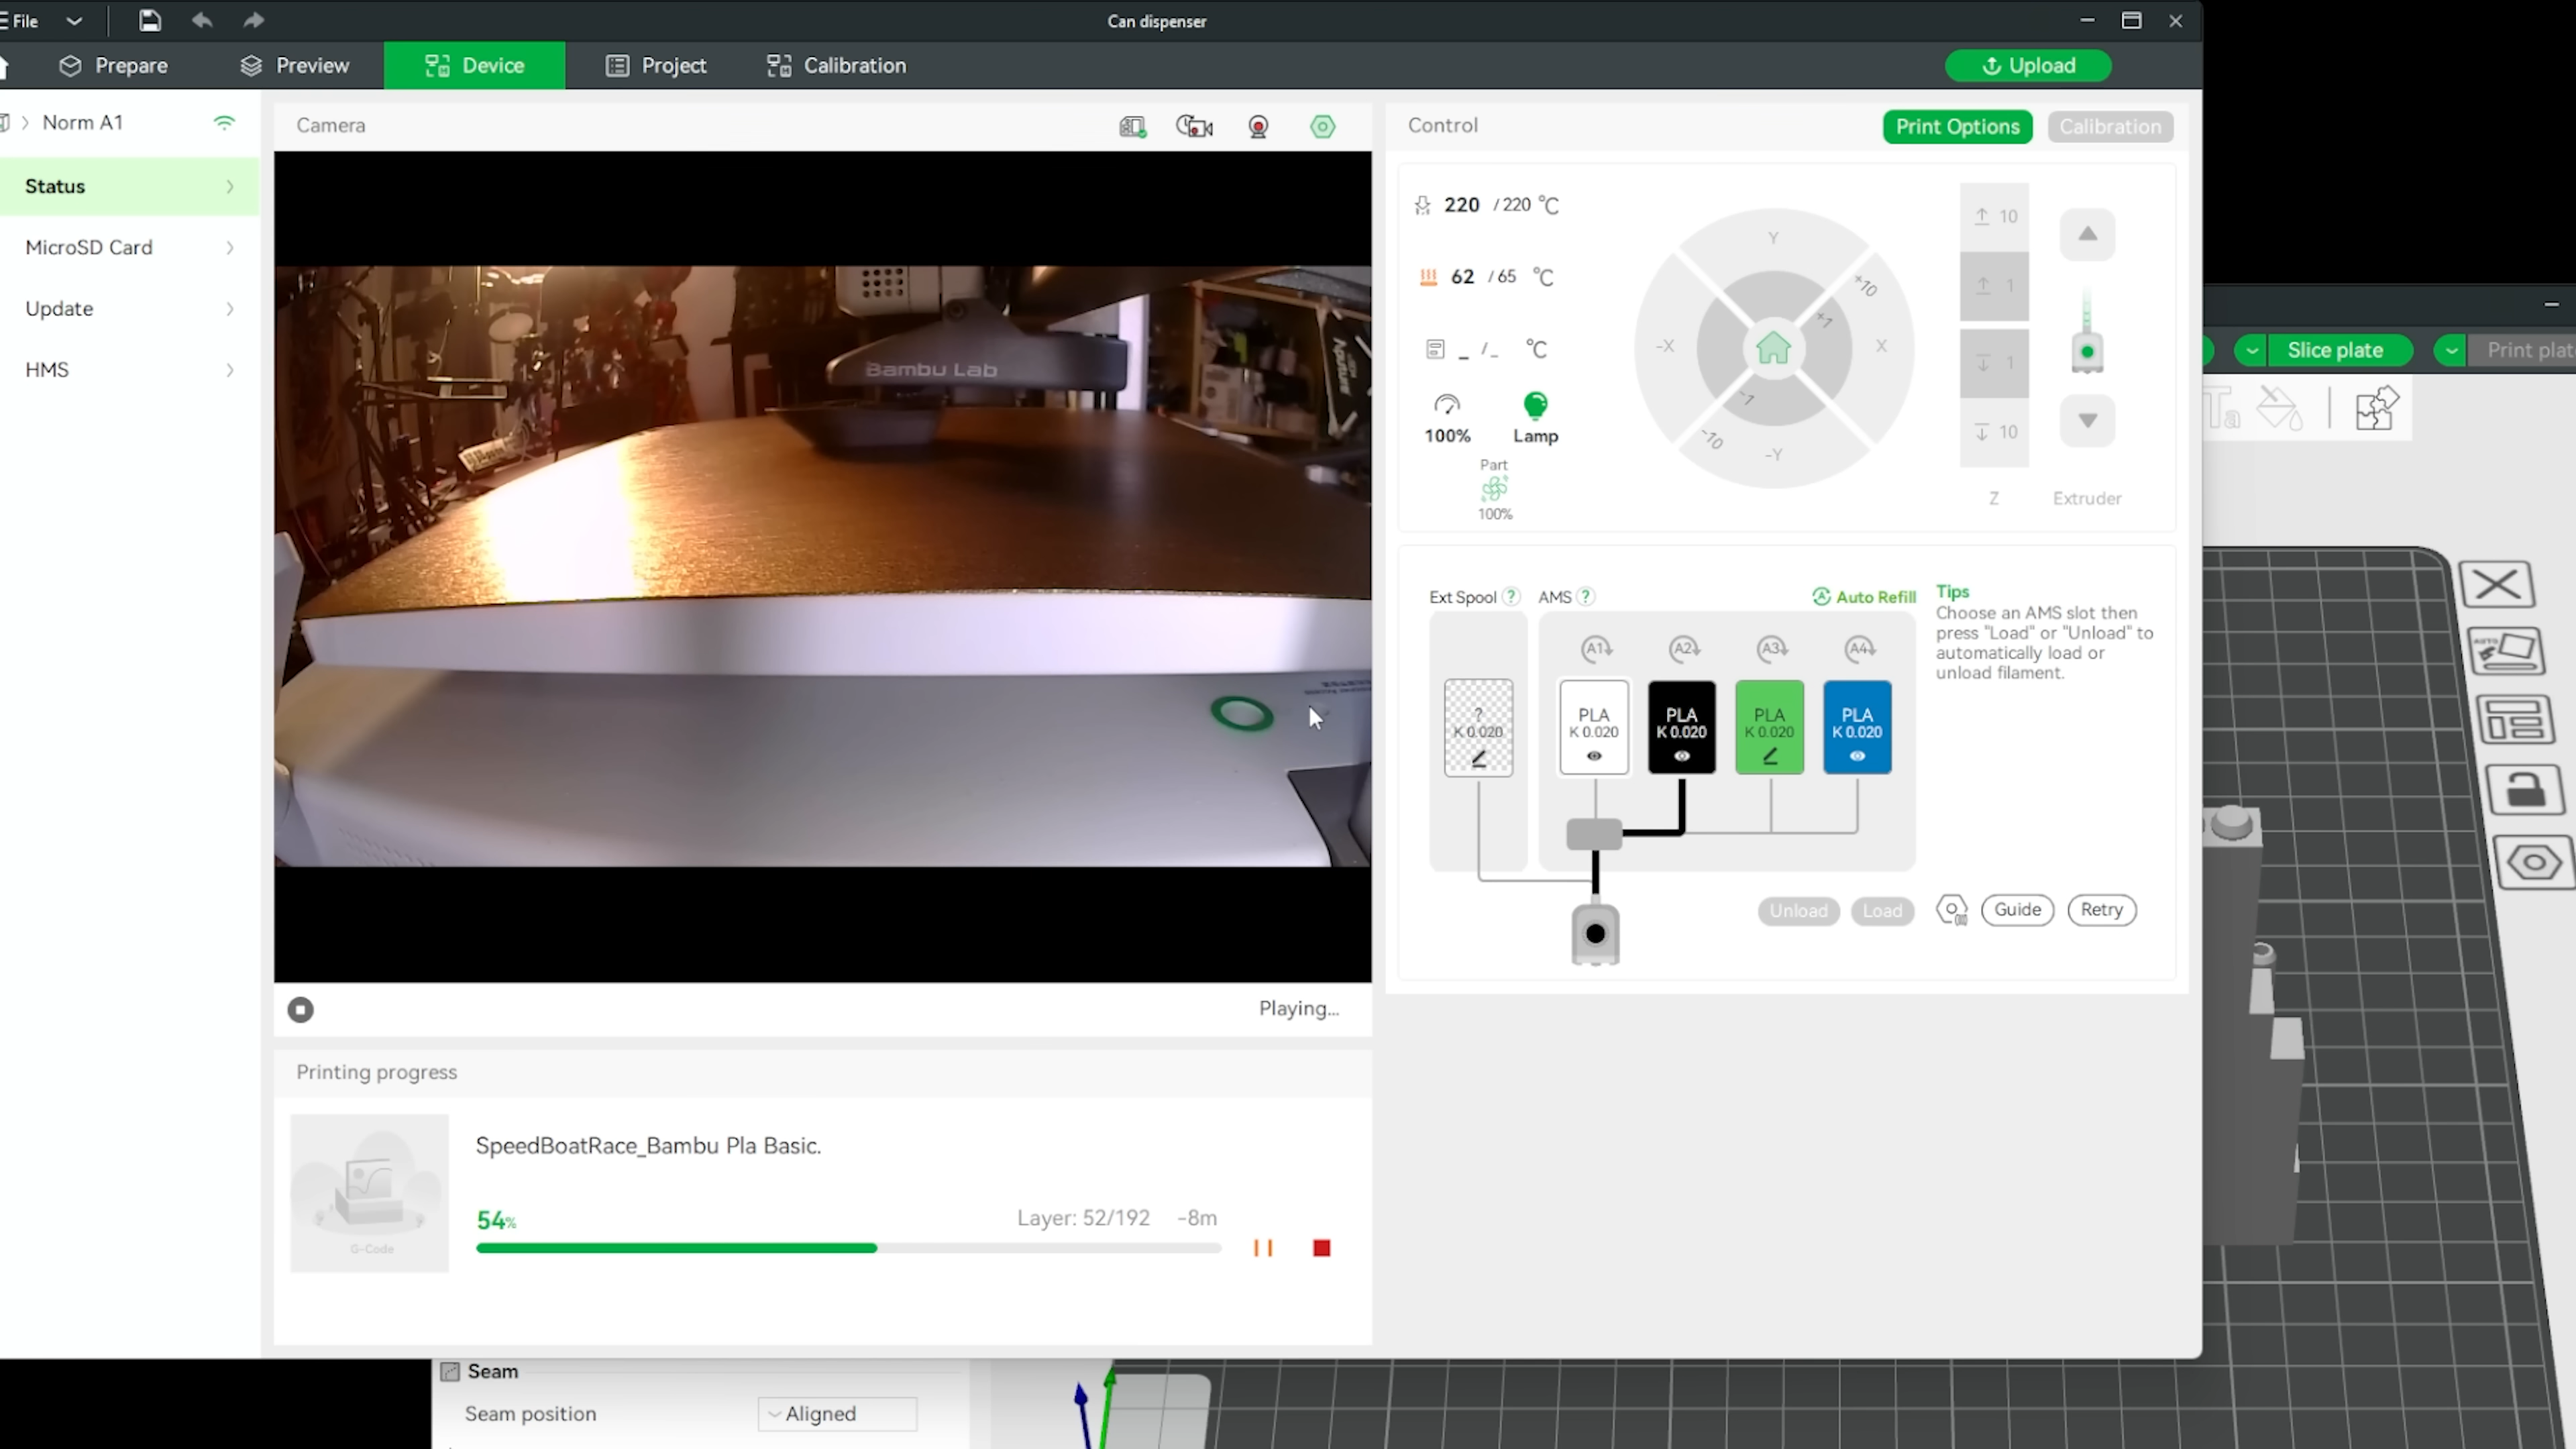 File
Can dispenser
Prepare
Preview
Device
Project
Calibration
Upload
Norm A1
Status
MicroSD Card
Update
HMS
Camera
Bambu Lab
Playing...
Printing progress
G-Code
SpeedBoatRace_Bambu Pla Basic.
54%
Layer: 52/192
-8m
Control
Print Options
Calibration
220 / 220 °C
62 / 65 °C
_ / _ °C
100%
Lamp
Part
100%
Y
+10
+1
-X
X
-1
-10
-Y
10
1
1
10
Z
Extruder
Ext Spool ?
AMS ?
Auto Refill
A1
A2
A3
A4
?
K 0.020
PLA
K 0.020
PLA
K 0.020
PLA
K 0.020
PLA
K 0.020
Tips
Choose an AMS slot then
press "Load" or "Unload" to
automatically load or
unload filament.
Unload
Load
Guide
Retry
Slice plate
Print plat
Ta
AUTO
Seam
Seam position
Aligned